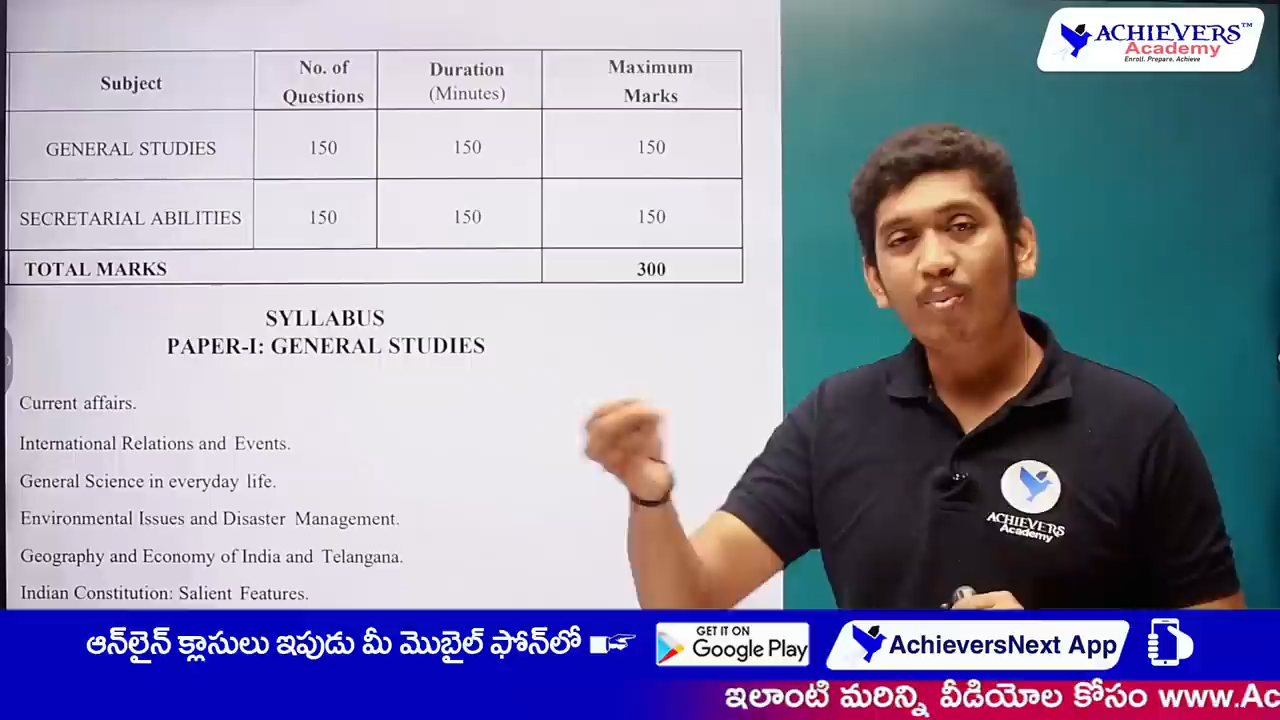 ACHIEVERS™
Academy
Enroll. Prepare. Achieve
Subject No. of Questions Duration (Minutes) Maximum Marks
GENERAL STUDIES 150 150 150
SECRETARIAL ABILITIES 150 150 150
TOTAL MARKS 300
SYLLABUS
PAPER-I: GENERAL STUDIES
Current affairs.
International Relations and Events.
General Science in everyday life.
Environmental Issues and Disaster Management.
Geography and Economy of India and Telangana.
Indian Constitution: Salient Features.
ACHIEVERS
Academy
ఆన్‌లైన్ క్లాసులు ఇపుడు మీ మొబైల్ ఫోన్‌లో
GET IT ON
Google Play
AchieversNext App
ఇలాంటి మరిన్ని వీడియోల కోసం www.Ac